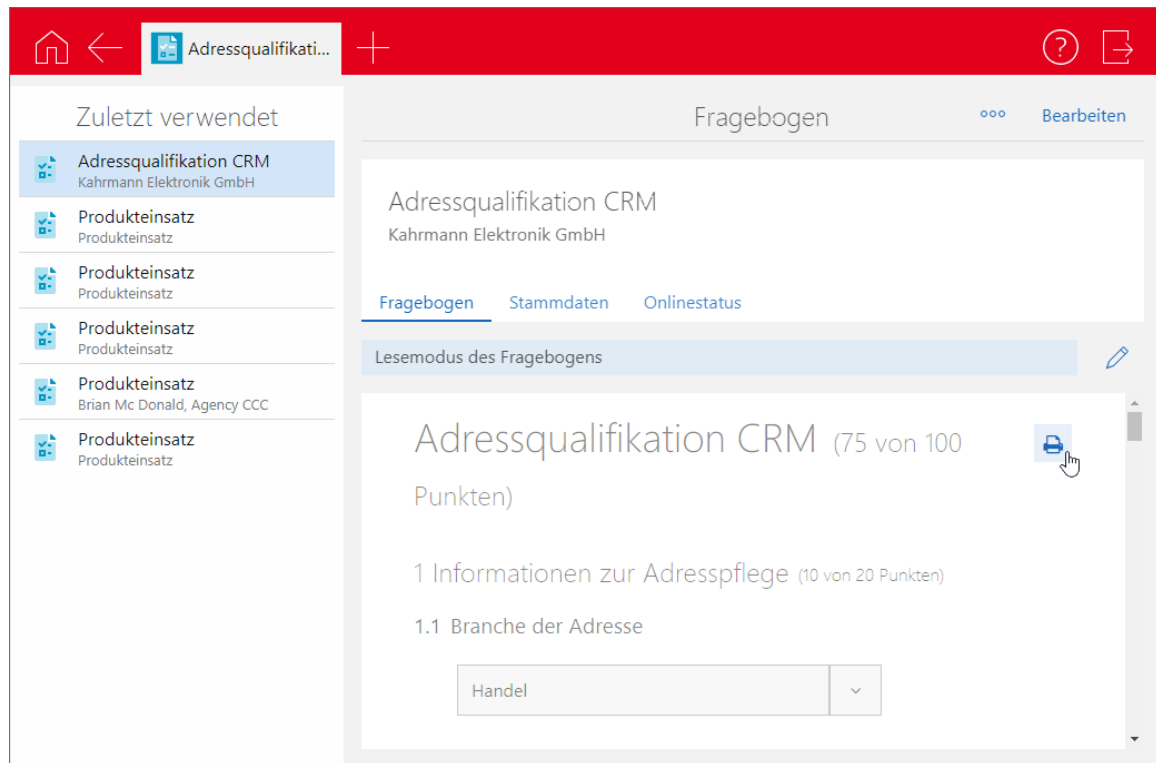 Adressqualifikati...
Zuletzt verwendet
Adressqualifikation CRM
Kahrmann Elektronik GmbH
Produkteinsatz
Produkteinsatz
Produkteinsatz
Produkteinsatz
Produkteinsatz
Produkteinsatz
Produkteinsatz
Brian Mc Donald, Agency CCC
Produkteinsatz
Produkteinsatz
Fragebogen
Bearbeiten
Adressqualifikation CRM
Kahrmann Elektronik GmbH
Fragebogen Stammdaten Onlinestatus
Lesemodus des Fragebogens
Adressqualifikation CRM (75 von 100
Punkten)
1 Informationen zur Adresspflege (10 von 20 Punkten)
1.1 Branche der Adresse
Handel